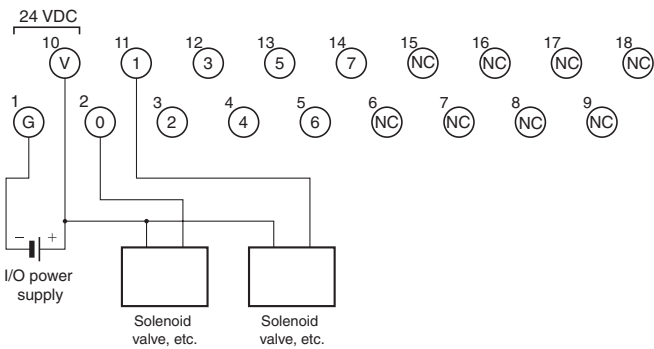 24 VDC
10 11 12 13 14 15 16 17 18
V 1 3 5 7 NC NC NC NC
1 2 3 4 5 6 7 8 9
G 0 2 4 6 NC NC NC NC
− +
I/O power
supply
Solenoid
valve, etc.
Solenoid
valve, etc.